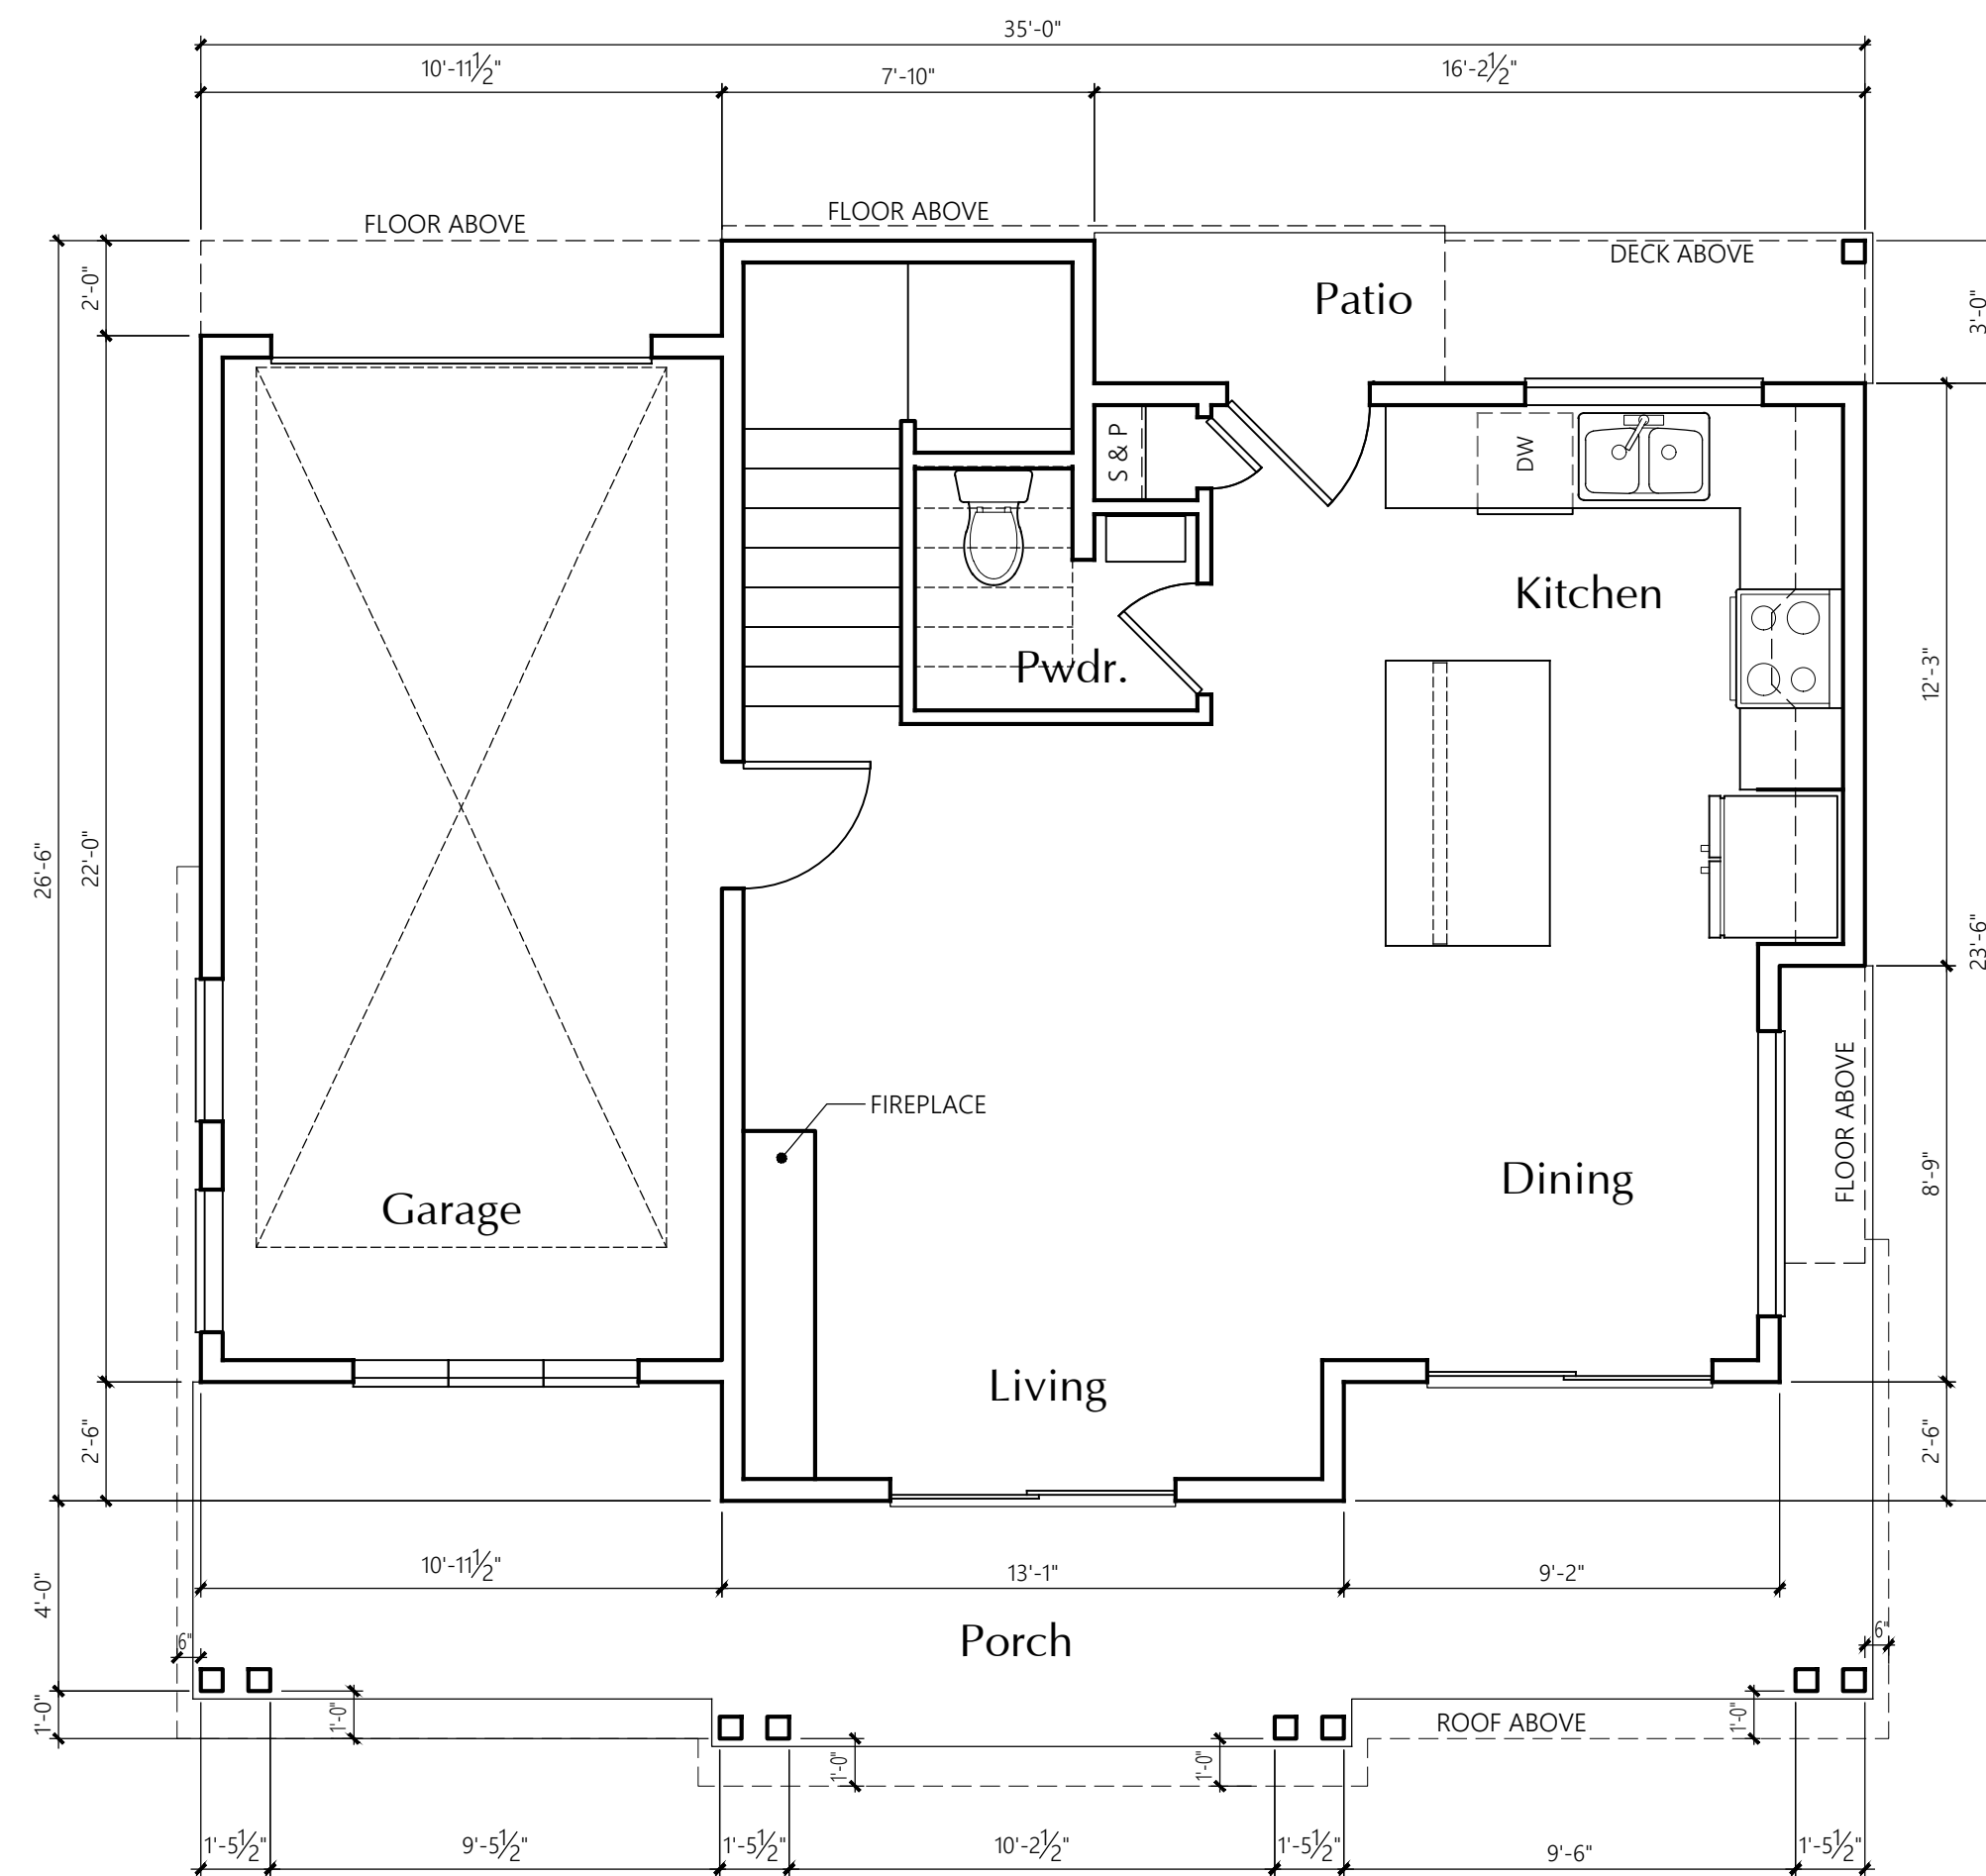 35'-0"
10'-11½"
7'-10"
16'-2½"
FLOOR ABOVE
FLOOR ABOVE
DECK ABOVE
Patio
2'-0"
3'-0"
S & P
DW
Kitchen
Pwdr.
12'-3"
26'-6"
22'-0"
23'-6"
FIREPLACE
FLOOR ABOVE
Dining
8'-9"
Garage
Living
2'-6"
2'-6"
10'-11½"
13'-1"
9'-2"
4'-0"
Porch
6"
6"
1'-0"
1'-0"
1'-0"
ROOF ABOVE
1'-0"
1'-0"
1'-5½"
9'-5½"
1'-5½"
10'-2½"
1'-5½"
9'-6"
1'-5½"